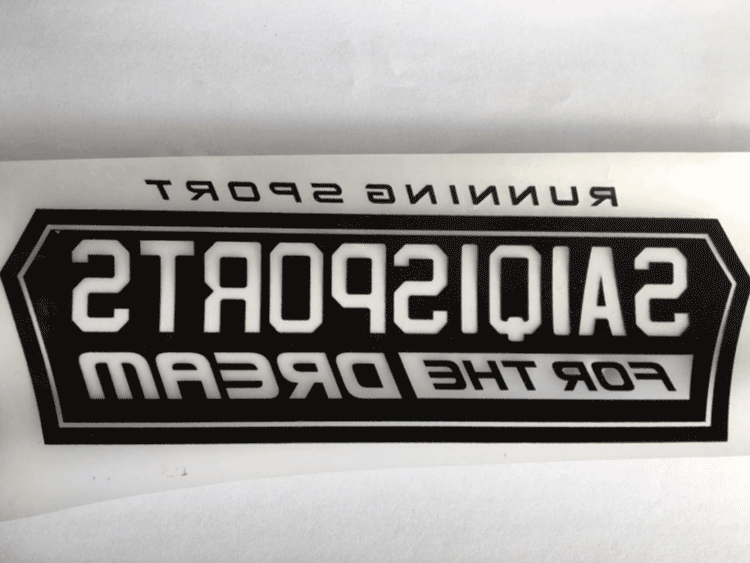 RUNNING SPORT
SAIQISPORTS
FOR THE DREAM